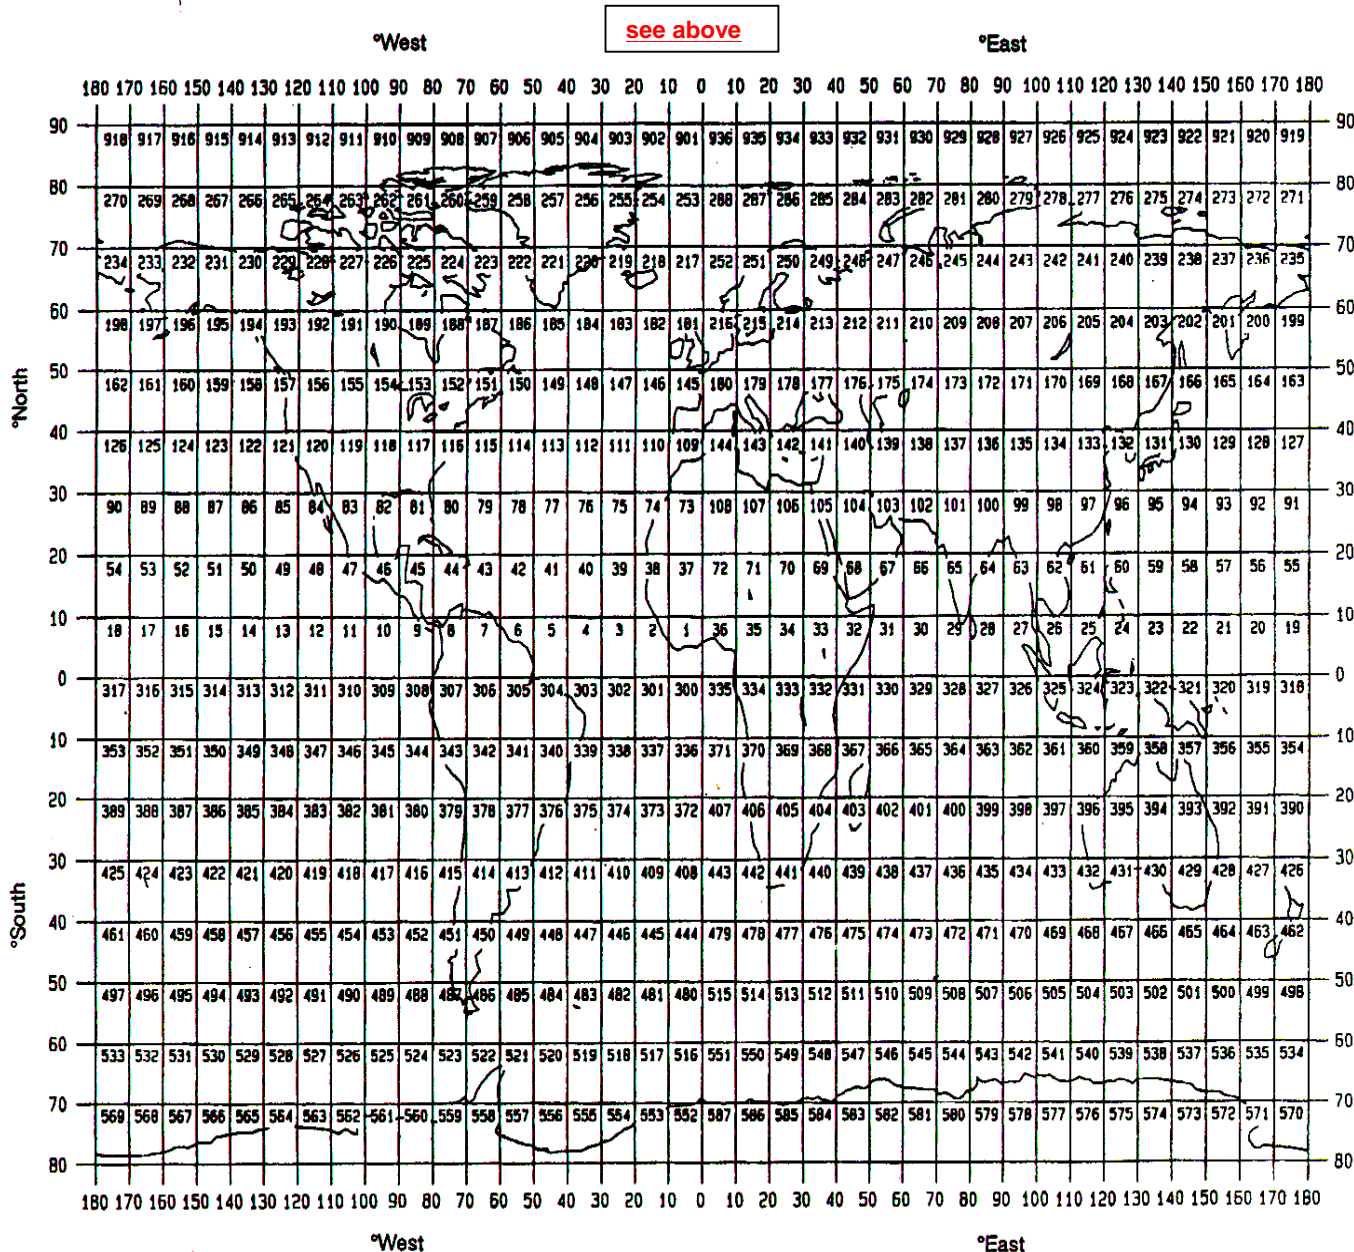 see above
°West °East
180 170 160 150 140 130 120 110 100 90 80 70 60 50 40 30 20 10 0 10 20 30 40 50 60 70 80 90 100 110 120 130 140 150 160 170 180
90 90
918 917 916 915 914 913 912 911 910 909 908 907 906 905 904 903 902 901 936 935 934 933 932 931 930 929 928 927 926 925 924 923 922 921 920 919
80 80
270 269 268 267 266 265 264 263 262 261 260 259 258 257 256 255 254 253 288 287 286 285 284 283 282 281 280 279 278 277 276 275 274 273 272 271
70 70
234 233 232 231 230 229 228 227 226 225 224 223 222 221 220 219 218 217 252 251 250 249 248 247 246 245 244 243 242 241 240 239 238 237 236 235
60 60
198 197 196 195 194 193 192 191 190 189 188 187 186 185 184 183 182 181 216 215 214 213 212 211 210 209 208 207 206 205 204 203 202 201 200 199
50 50
162 161 160 159 158 157 156 155 154 153 152 151 150 149 148 147 146 145 180 179 178 177 176 175 174 173 172 171 170 169 168 167 166 165 164 163
°North
40 40
126 125 124 123 122 121 120 119 118 117 116 115 114 113 112 111 110 109 144 143 142 141 140 139 138 137 136 135 134 133 132 131 130 129 128 127
30 30
90 89 88 87 86 85 84 83 82 81 80 79 78 77 76 75 74 73 108 107 106 105 104 103 102 101 100 99 98 97 96 95 94 93 92 91
20 20
54 53 52 51 50 49 48 47 46 45 44 43 42 41 40 39 38 37 72 71 70 69 68 67 66 65 64 63 62 61 60 59 58 57 56 55
10 10
18 17 16 15 14 13 12 11 10 9 8 7 6 5 4 3 2 1 36 35 34 33 32 31 30 29 28 27 26 25 24 23 22 21 20 19
0 0
317 316 315 314 313 312 311 310 309 308 307 306 305 304 303 302 301 300 335 334 333 332 331 330 329 328 327 326 325 324 323 322 321 320 319 318
10 10
353 352 351 350 349 348 347 346 345 344 343 342 341 340 339 338 337 336 371 370 369 368 367 366 365 364 363 362 361 360 359 358 357 356 355 354
20 20
389 388 387 386 385 384 383 382 381 380 379 378 377 376 375 374 373 372 407 406 405 404 403 402 401 400 399 398 397 396 395 394 393 392 391 390
30 30
425 424 423 422 421 420 419 418 417 416 415 414 413 412 411 410 409 408 443 442 441 440 439 438 437 436 435 434 433 432 431 430 429 428 427 426
°South
40 40
461 460 459 458 457 456 455 454 453 452 451 450 449 448 447 446 445 444 479 478 477 476 475 474 473 472 471 470 469 468 467 466 465 464 463 462
50 50
497 496 495 494 493 492 491 490 489 488 487 486 485 484 483 482 481 480 515 514 513 512 511 510 509 508 507 506 505 504 503 502 501 500 499 498
60 60
533 532 531 530 529 528 527 526 525 524 523 522 521 520 519 518 517 516 551 550 549 548 547 546 545 544 543 542 541 540 539 538 537 536 535 534
70 70
569 568 567 566 565 564 563 562 561 560 559 558 557 556 555 554 553 552 587 586 585 584 583 582 581 580 579 578 577 576 575 574 573 572 571 570
80 80
180 170 160 150 140 130 120 110 100 90 80 70 60 50 40 30 20 10 0 10 20 30 40 50 60 70 80 90 100 110 120 130 140 150 160 170 180
°West °East